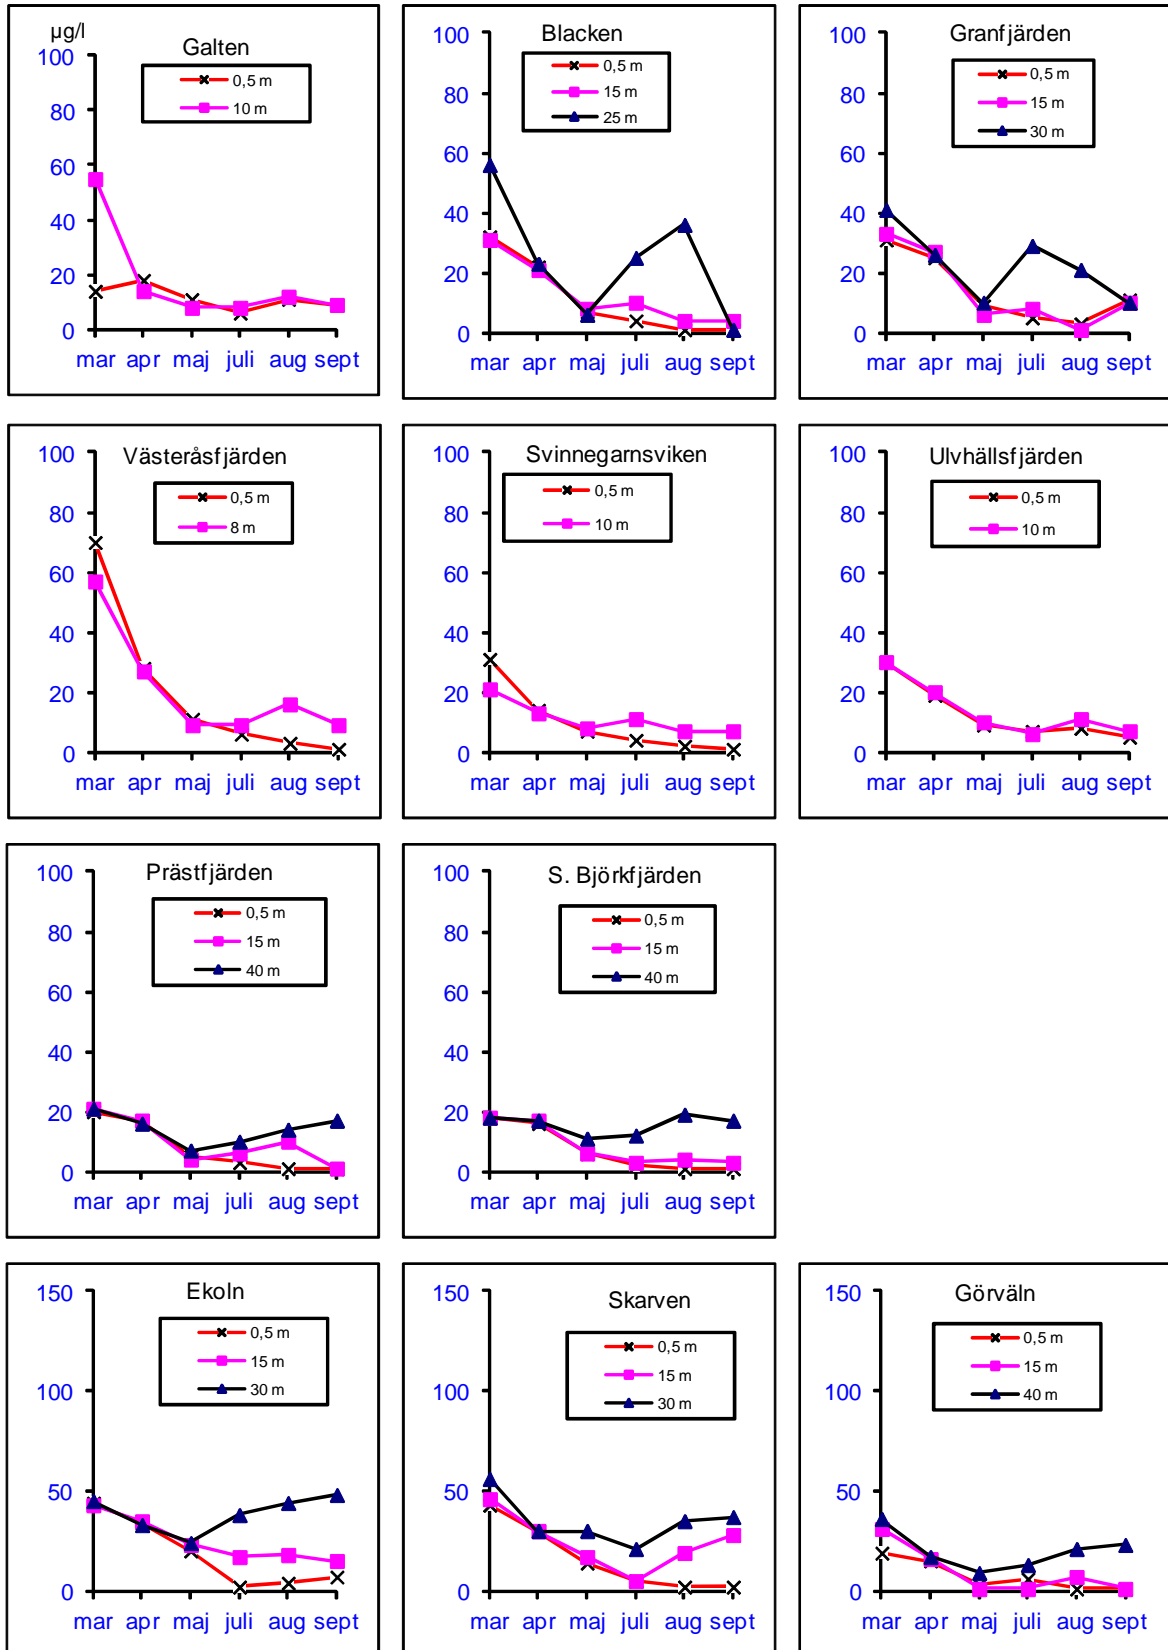 µg/l
Galten
100
80
60
40
20
0
0,5 m
10 m
mar apr maj juli aug sept
Blacken
100
80
60
40
20
0
0,5 m
15 m
25 m
mar apr maj juli aug sept
Granfjärden
100
80
60
40
20
0
0,5 m
15 m
30 m
mar apr maj juli aug sept
Västeråsfjärden
100
80
60
40
20
0
0,5 m
8 m
mar apr maj juli aug sept
Svinnegarnsviken
100
80
60
40
20
0
0,5 m
10 m
mar apr maj juli aug sept
Ulvhällsfjärden
100
80
60
40
20
0
0,5 m
10 m
mar apr maj juli aug sept
Prästfjärden
100
80
60
40
20
0
0,5 m
15 m
40 m
mar apr maj juli aug sept
S. Björkfjärden
100
80
60
40
20
0
0,5 m
15 m
40 m
mar apr maj juli aug sept
Ekoln
150
100
50
0
0,5 m
15 m
30 m
mar apr maj juli aug sept
Skarven
150
100
50
0
0,5 m
15 m
30 m
mar apr maj juli aug sept
Görväln
150
100
50
0
0,5 m
15 m
40 m
mar apr maj juli aug sept